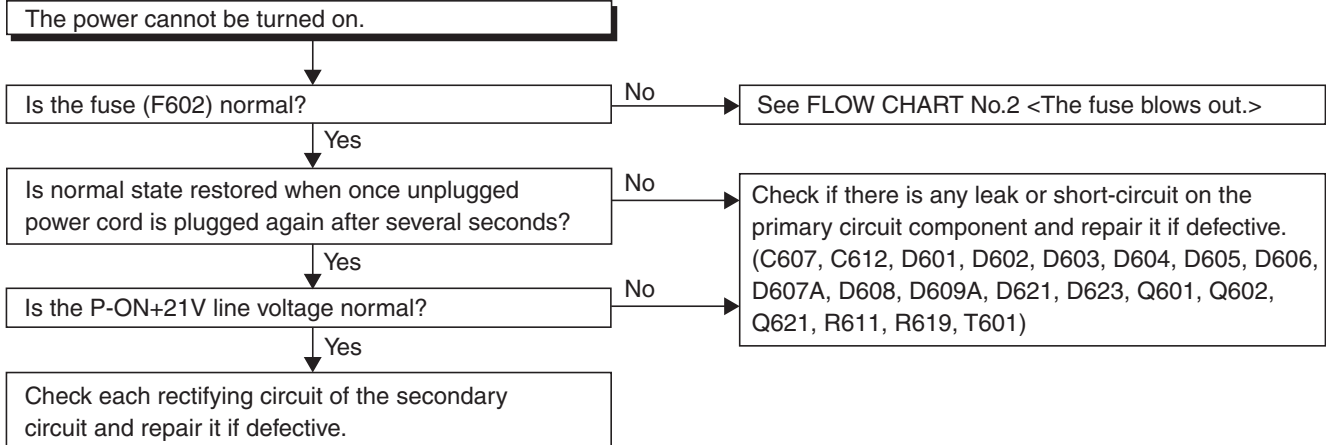 The power cannot be turned on.
Is the fuse (F602) normal?
No
See FLOW CHART No.2 <The fuse blows out.>
Yes
Is normal state restored when once unplugged
power cord is plugged again after several seconds?
No
Check if there is any leak or short-circuit on the
primary circuit component and repair it if defective.
(C607, C612, D601, D602, D603, D604, D605, D606,
D607A, D608, D609A, D621, D623, Q601, Q602,
Q621, R611, R619, T601)
Yes
Is the P-ON+21V line voltage normal?
No
Yes
Check each rectifying circuit of the secondary
circuit and repair it if defective.